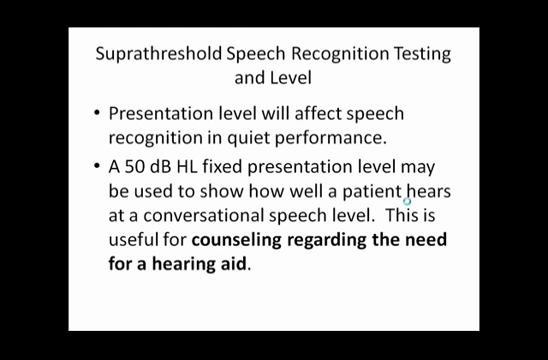 Suprathreshold Speech Recognition Testing
and Level
• Presentation level will affect speech
recognition in quiet performance.
• A 50 dB HL fixed presentation level may
be used to show how well a patient hears
at a conversational speech level.  This is
useful for counseling regarding the need
for a hearing aid.